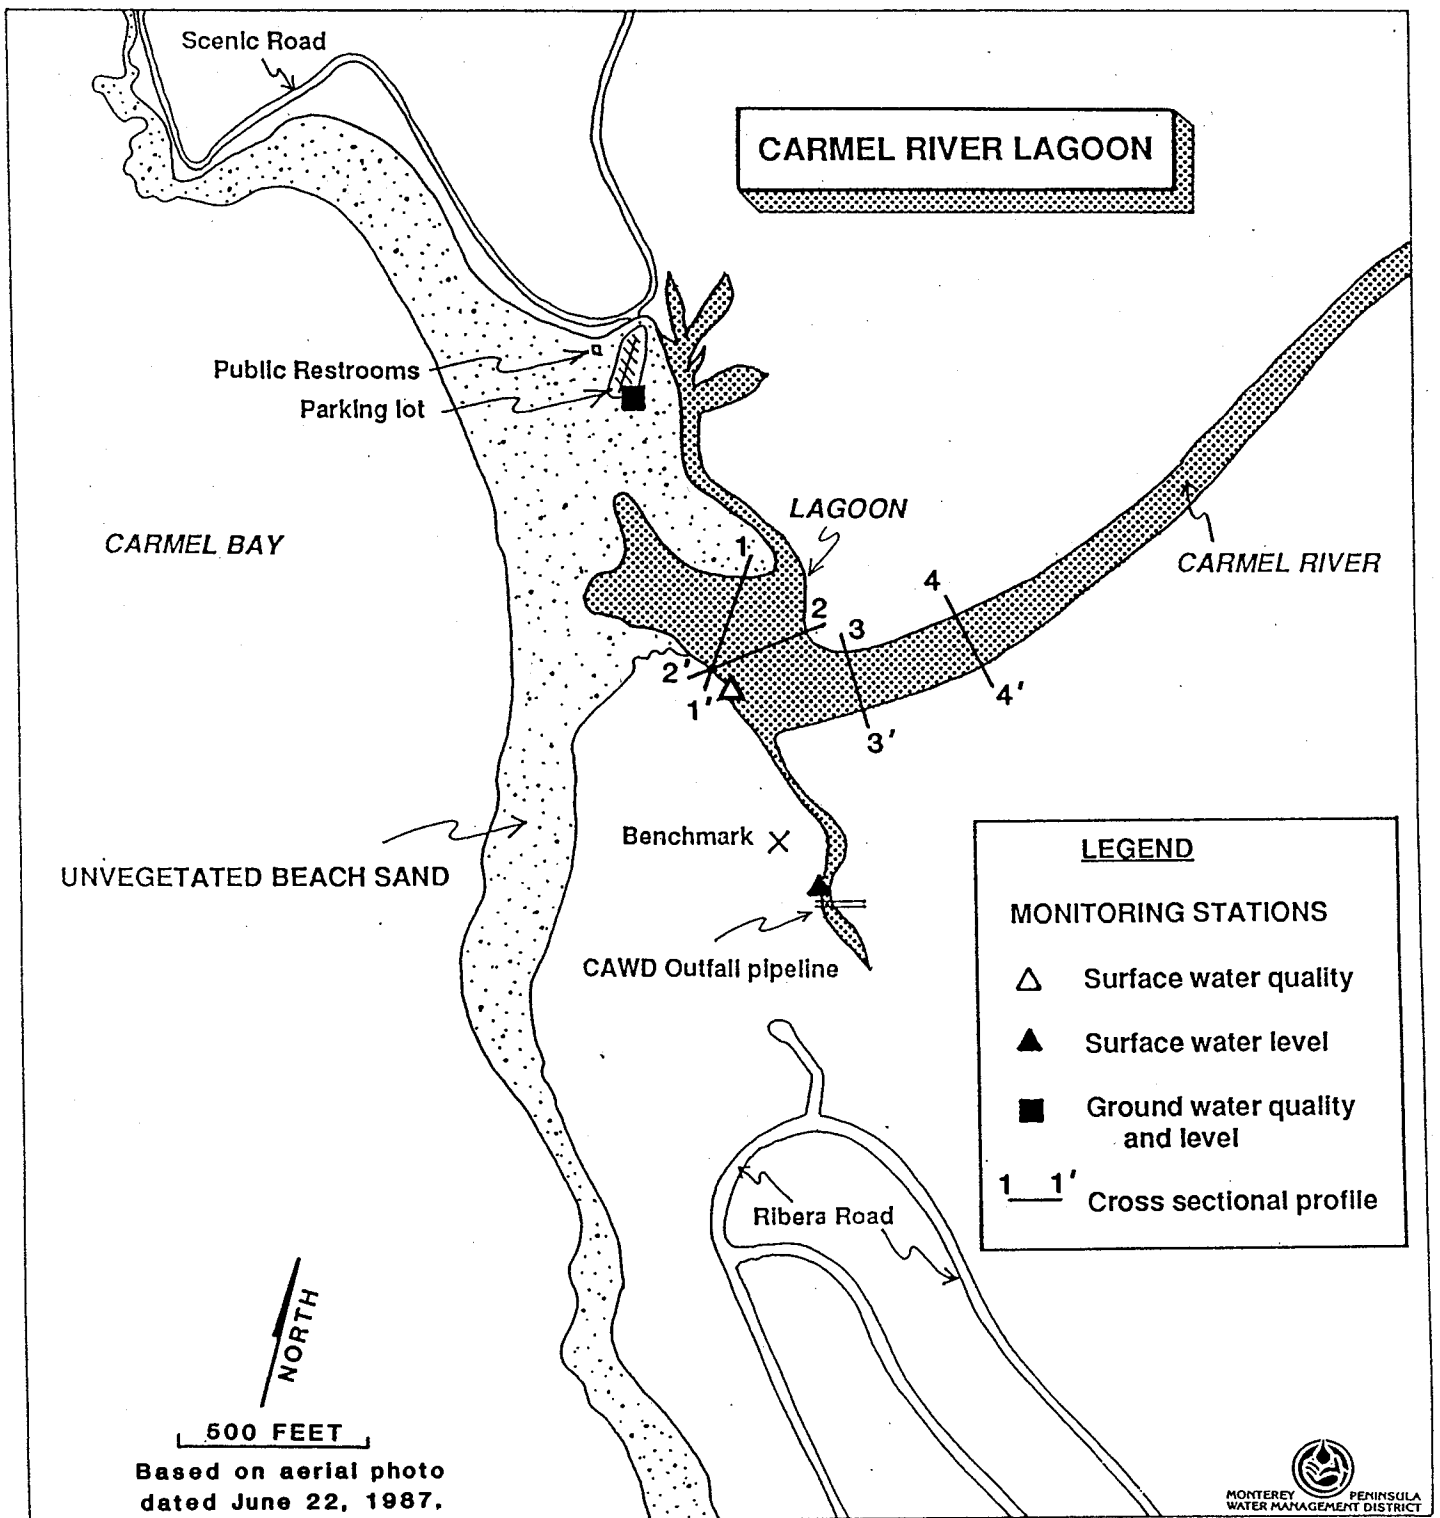 Scenic Road
CARMEL RIVER LAGOON
Public Restrooms
Parking lot
LAGOON
CARMEL BAY
CARMEL RIVER
1
2
3
4
2'
1'
3'
4'
Benchmark
UNVEGETATED BEACH SAND
CAWD Outfall pipeline
LEGEND
MONITORING STATIONS
Surface water quality
Surface water level
Ground water quality
and level
1 1'
Cross sectional profile
Ribera Road
NORTH
500 FEET
Based on aerial photo
dated June 22, 1987.
MONTEREY PENINSULA
WATER MANAGEMENT DISTRICT